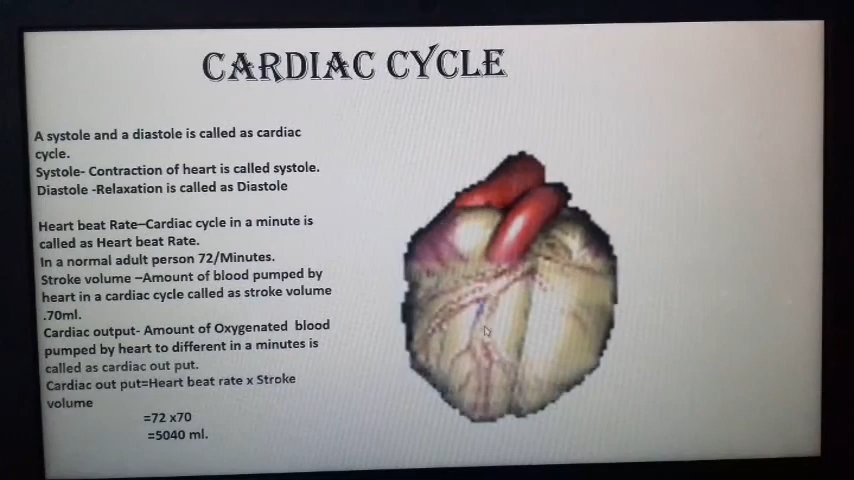 CARDIAC CYCLE
A systole and a diastole is called as cardiac
cycle.
Systole- Contraction of heart is called systole.
Diastole -Relaxation is called as Diastole
Heart beat Rate–Cardiac cycle in a minute is
called as Heart beat Rate.
In a normal adult person 72/Minutes.
Stroke volume –Amount of blood pumped by
heart in a cardiac cycle called as stroke volume
.70ml.
Cardiac output- Amount of Oxygenated  blood
pumped by heart to different in a minutes is
called as cardiac out put.
Cardiac out put=Heart beat rate x Stroke
volume
=72 x70
=5040 ml.